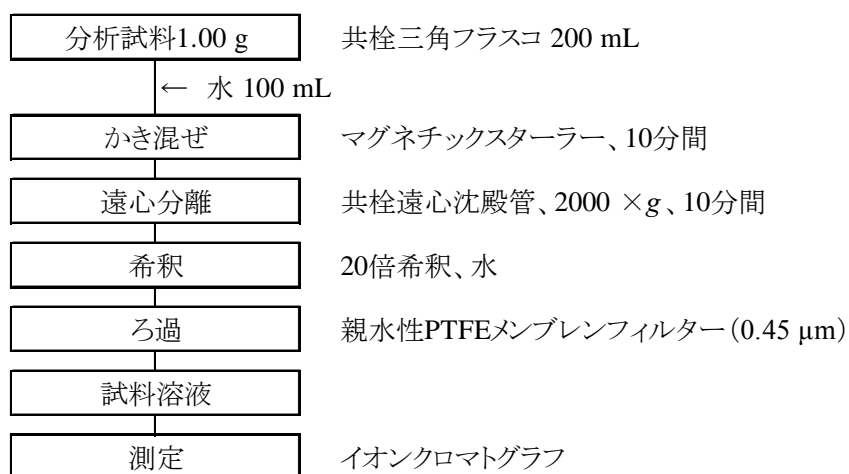 分析試料1.00 g 共栓三角フラスコ 200 mL
← 水 100 mL
かき混ぜ マグネチックスターラー、10分間
遠心分離 共栓遠心沈殿管、2000 ×g、10分間
希釈 20倍希釈、水
ろ過 親水性PTFEメンブレンフィルター（0.45 μm）
試料溶液
測定 イオンクロマトグラフ